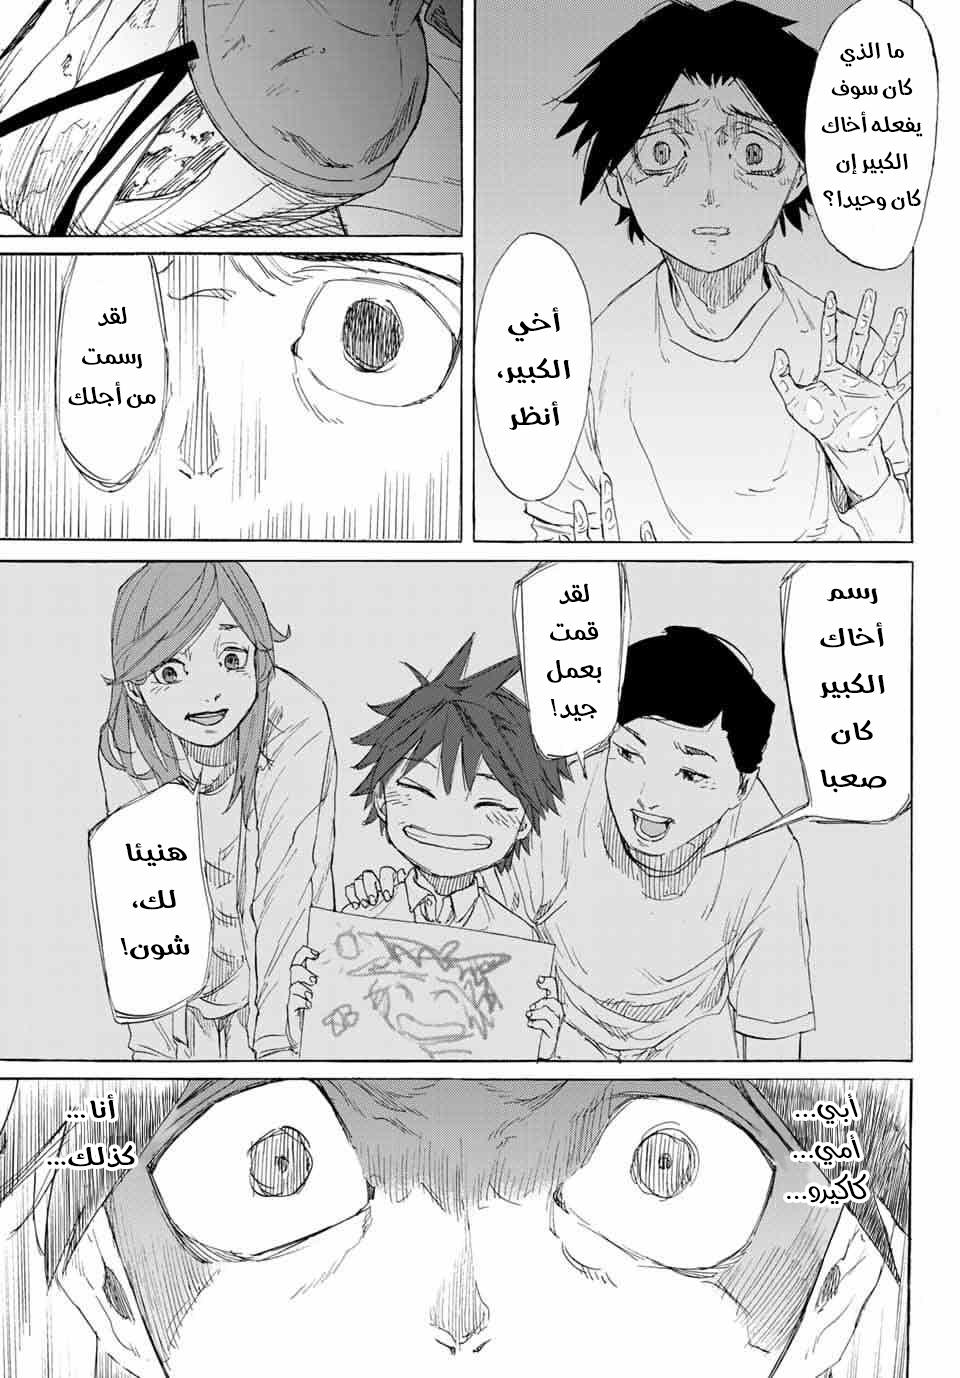 ما الذي
كان سوف
يفعله أخاك
الكبير إن
كان وحيدا؟
أخي
الكبير،
أنظر
لقد
رسمت
من أجلك
رسم
أخاك
الكبير
كان
صعبا
لقد
قمت
بعمل
جيد!
هنيئا
لك،
شون!
أبي...
أمي...
كاكيرو...
أنا ...
كذلك...